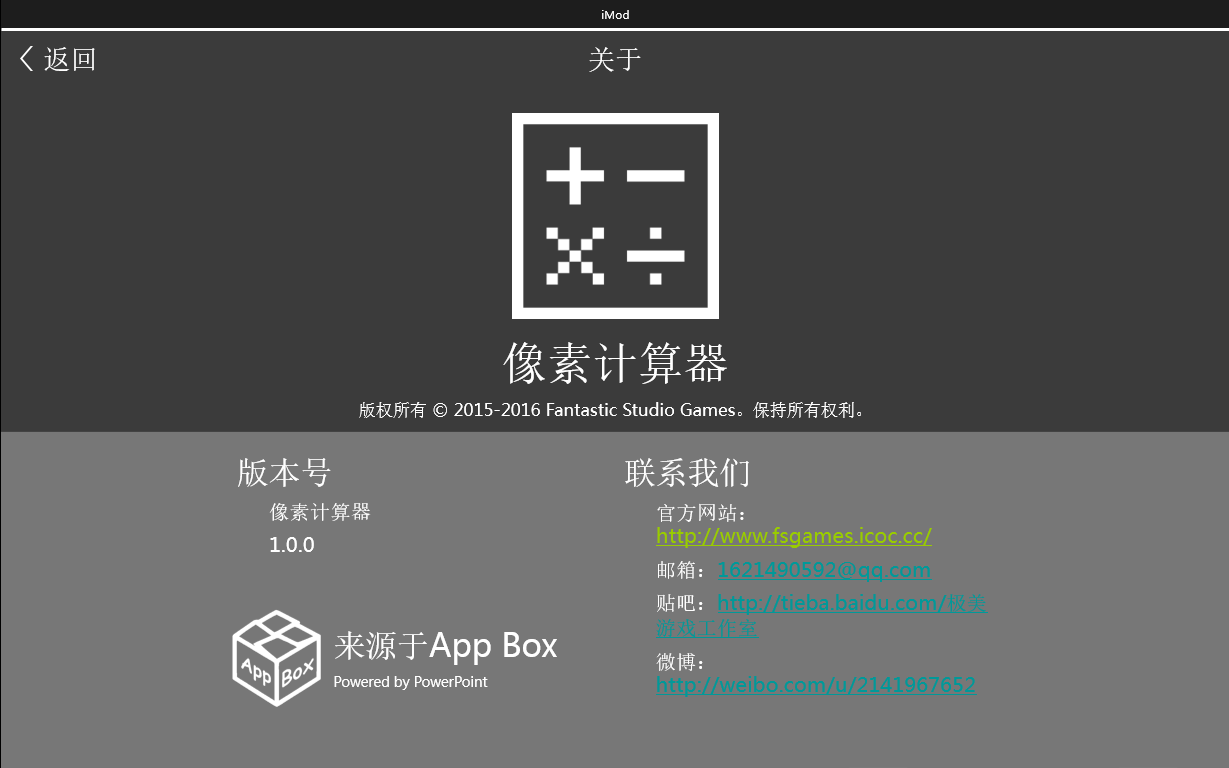 iMod
返回
关于
像素计算器
版权所有 © 2015-2016 Fantastic Studio Games。保持所有权利。
版本号
像素计算器
1.0.0
联系我们
官方网站：
http://www.fsgames.icoc.cc/
邮箱：1621490592@qq.com
贴吧：http://tieba.baidu.com/极美
游戏工作室
微博：
http://weibo.com/u/2141967652
App Box
来源于App Box
Powered by PowerPoint